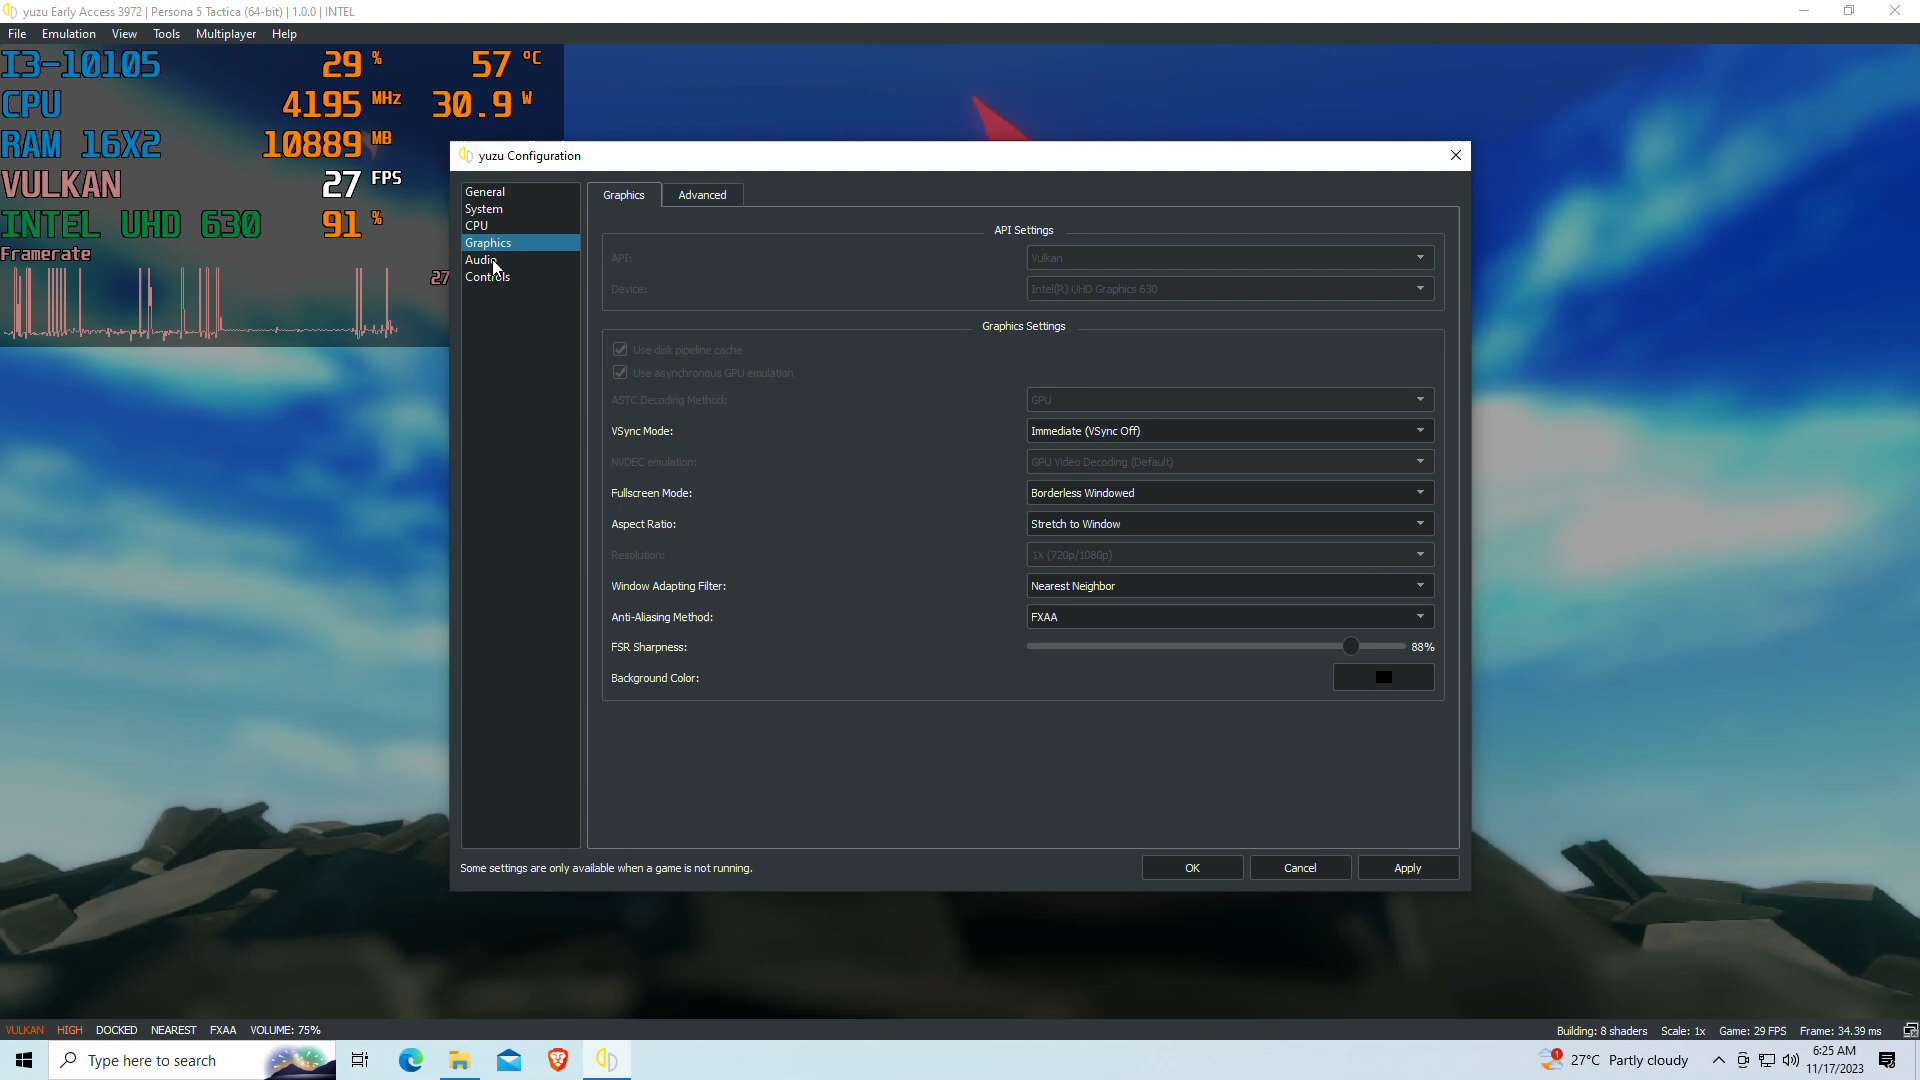 yuzu Early Access 3972 | Persona 5 Tactica (64-bit) | 1.0.0 | INTEL
File Emulation View Tools Multiplayer Help
I3-10105 29 % 57 °C
CPU 4195 MHz 30.9 W
RAM 16X2 10889 MB
VULKAN 27 FPS
INTEL UHD 630 91 %
Framerate
27
yuzu Configuration
General
System
CPU
Graphics
Audio
Controls
Graphics Advanced
API Settings
API: Vulkan
Device: Intel(R) UHD Graphics 630
Graphics Settings
Use disk pipeline cache
Use asynchronous GPU emulation
ASTC Decoding Method: GPU
VSync Mode: Immediate (VSync Off)
NVDEC emulation: GPU Video Decoding (Default)
Fullscreen Mode: Borderless Windowed
Aspect Ratio: Stretch to Window
Resolution: 1X (720p/1080p)
Window Adapting Filter: Nearest Neighbor
Anti-Aliasing Method: FXAA
FSR Sharpness: 88%
Background Color:
Some settings are only available when a game is not running. OK Cancel Apply
VULKAN HIGH DOCKED NEAREST FXAA VOLUME: 75% Building: 8 shaders Scale: 1x Game: 29 FPS Frame: 34.39 ms
Type here to search 1 27°C Partly cloudy 6:25 AM
11/17/2023